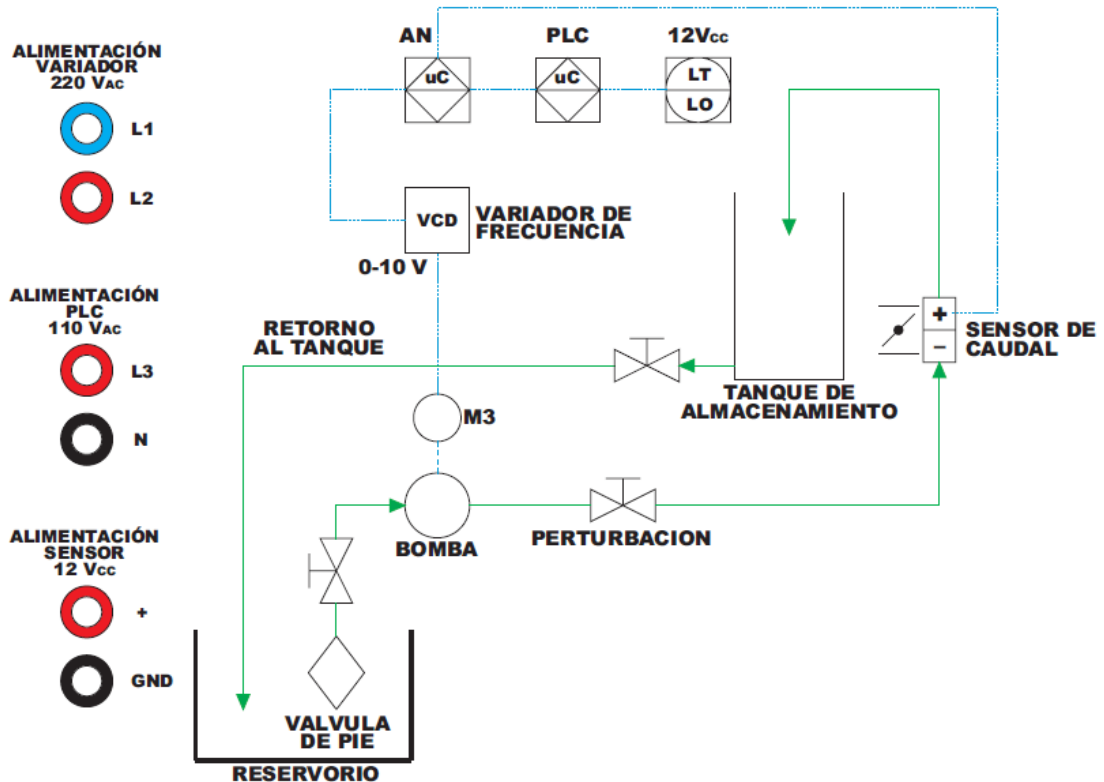 ALIMENTACIÓN
VARIADOR
220 VAC
L1
L2
ALIMENTACIÓN
PLC
110 VAC
L3
N
ALIMENTACIÓN
SENSOR
12 VCC
+
GND
AN
PLC
12VCC
uC
uC
LT
LO
VCD
VARIADOR DE
FRECUENCIA
0-10 V
RETORNO
AL TANQUE
M3
BOMBA
PERTURBACION
TANQUE DE
ALMACENAMIENTO
+
−
SENSOR DE
CAUDAL
VALVULA
DE PIE
RESERVORIO